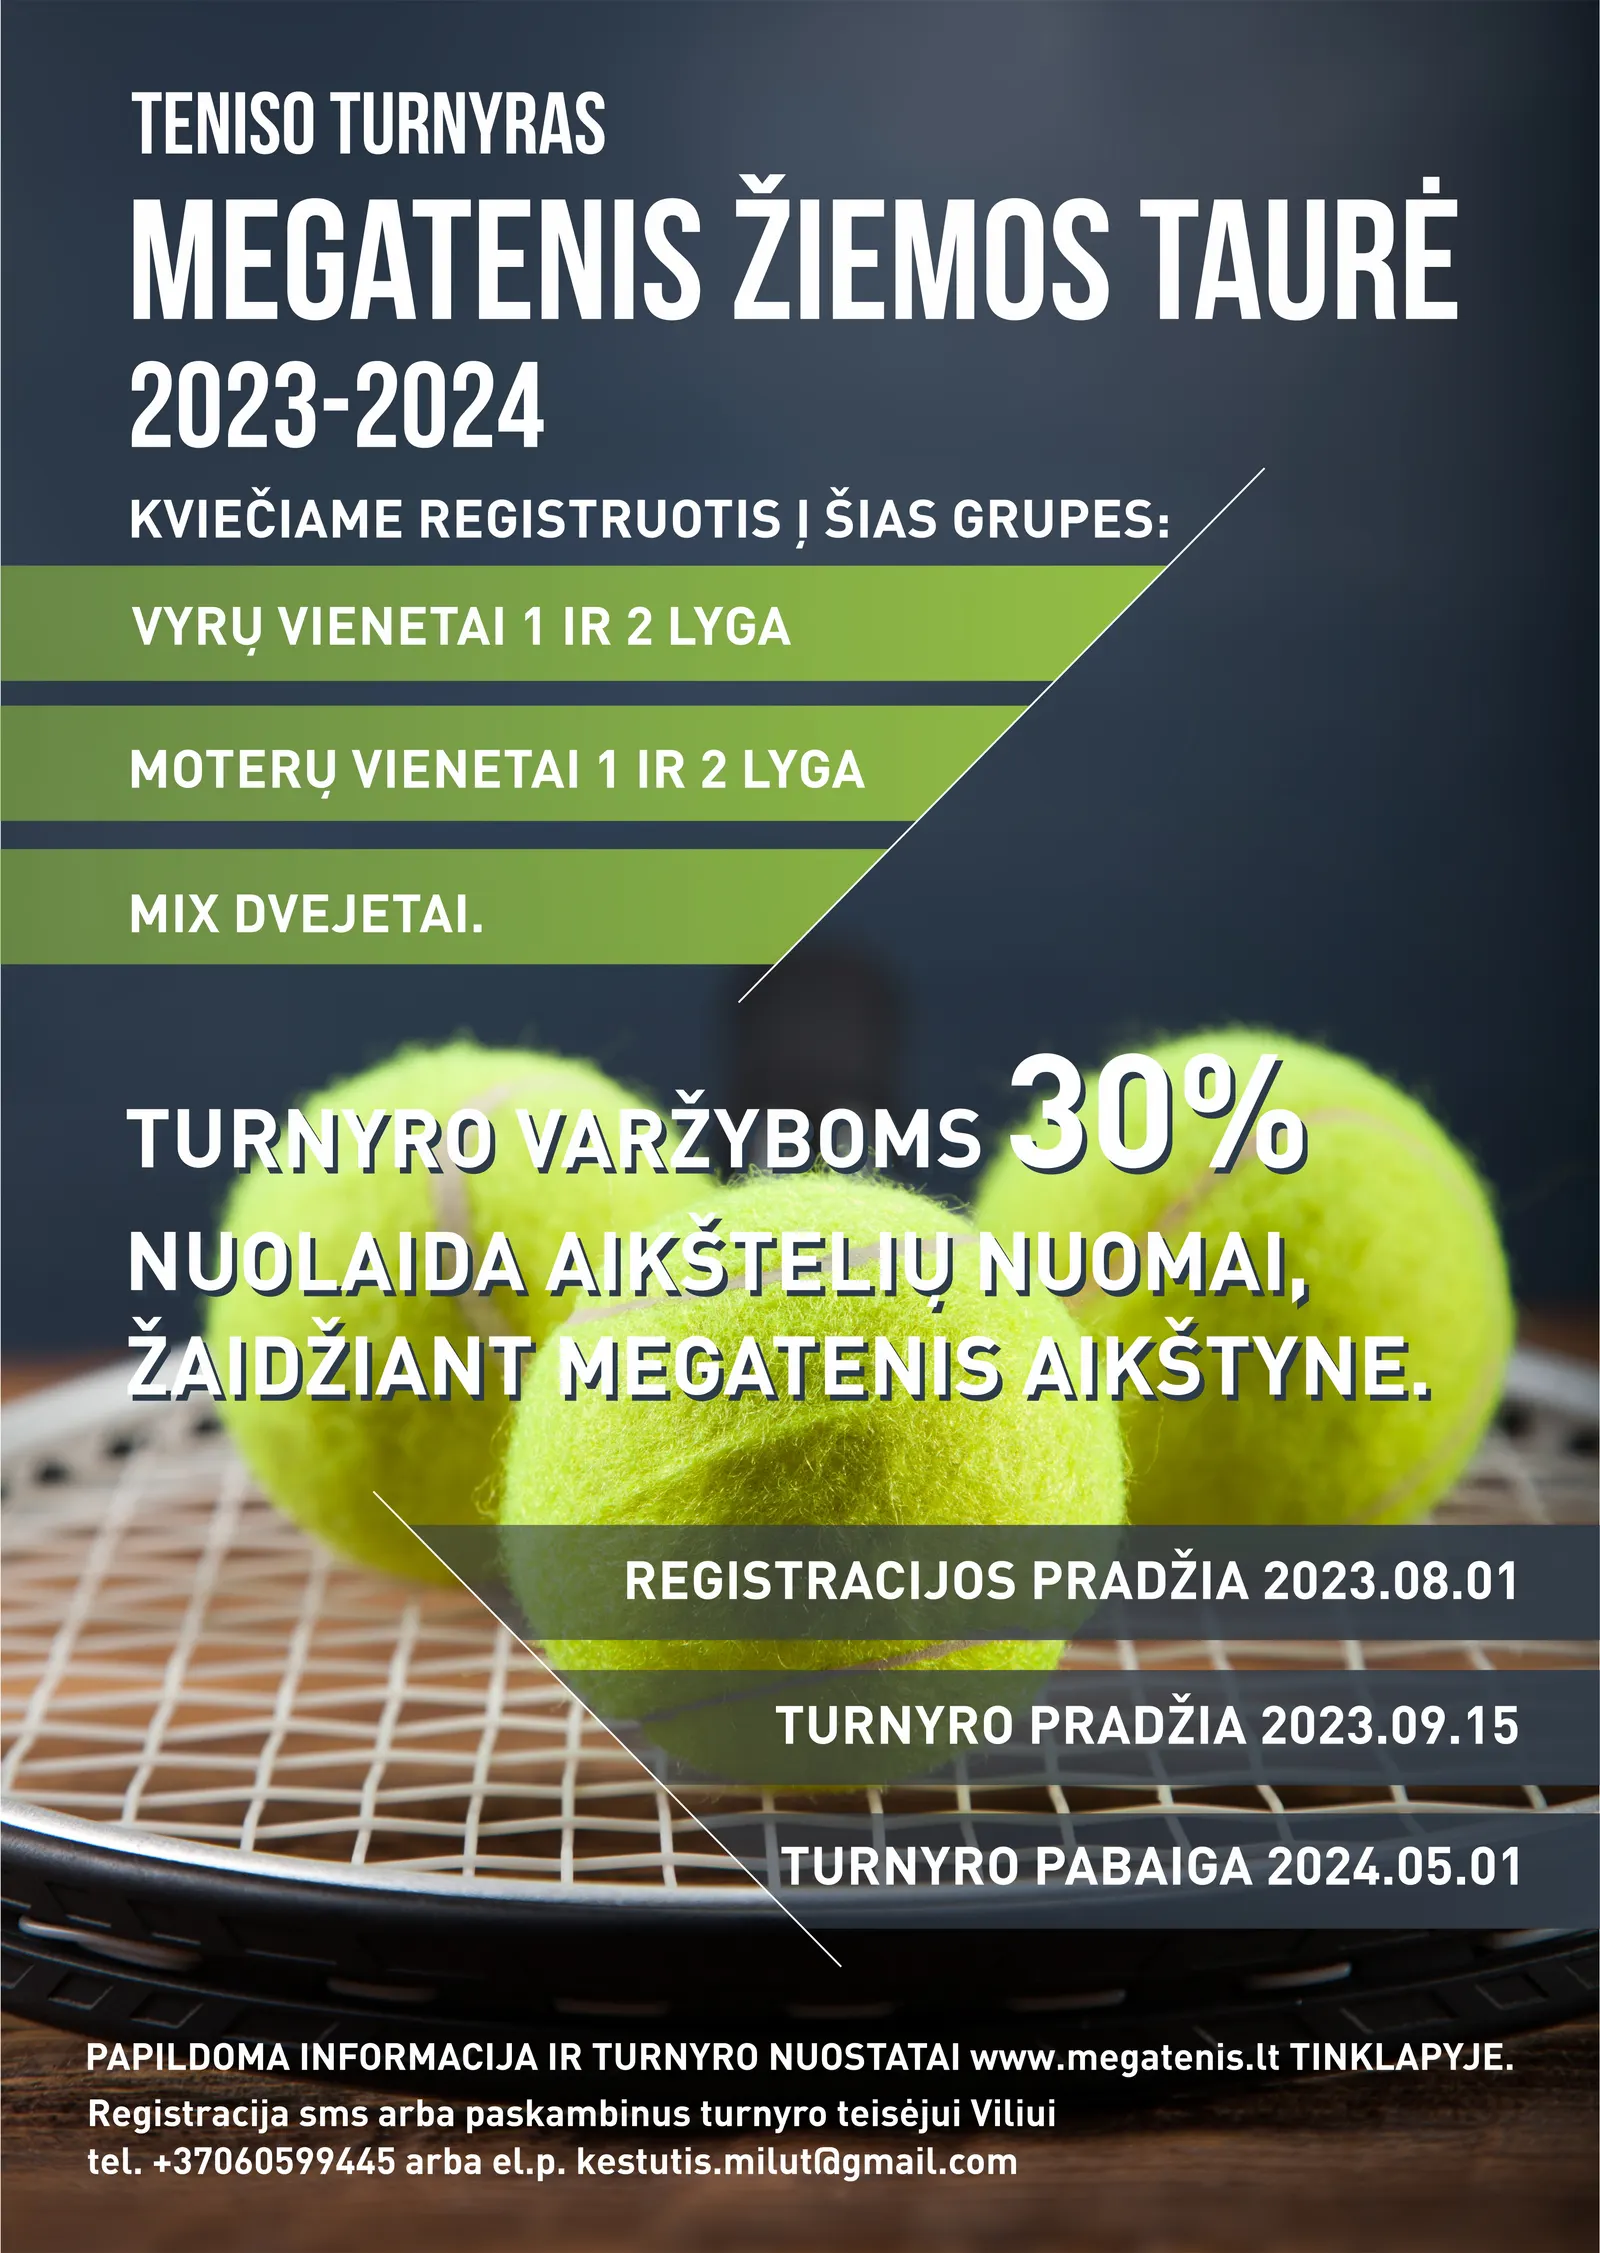 TENISO TURNYRAS
MEGATENIS ŽIEMOS TAURĖ
2023-2024
KVIEČIAME REGISTRUOTIS Į ŠIAS GRUPES:
VYRŲ VIENETAI 1 IR 2 LYGA
MOTERŲ VIENETAI 1 IR 2 LYGA
MIX DVEJETAI.
TURNYRO VARŽYBOMS 30%
NUOLAIDA AIKŠTELIŲ NUOMAI,
ŽAIDŽIANT MEGATENIS AIKŠTYNE.
REGISTRACIJOS PRADŽIA 2023.08.01
TURNYRO PRADŽIA 2023.09.15
TURNYRO PABAIGA 2024.05.01
PAPILDOMA INFORMACIJA IR TURNYRO NUOSTATAI www.megatenis.lt TINKLAPYJE.
Registracija sms arba paskambinus turnyro teisėjui Viliui
tel. +37060599445 arba el.p. kestutis.milut@gmail.com